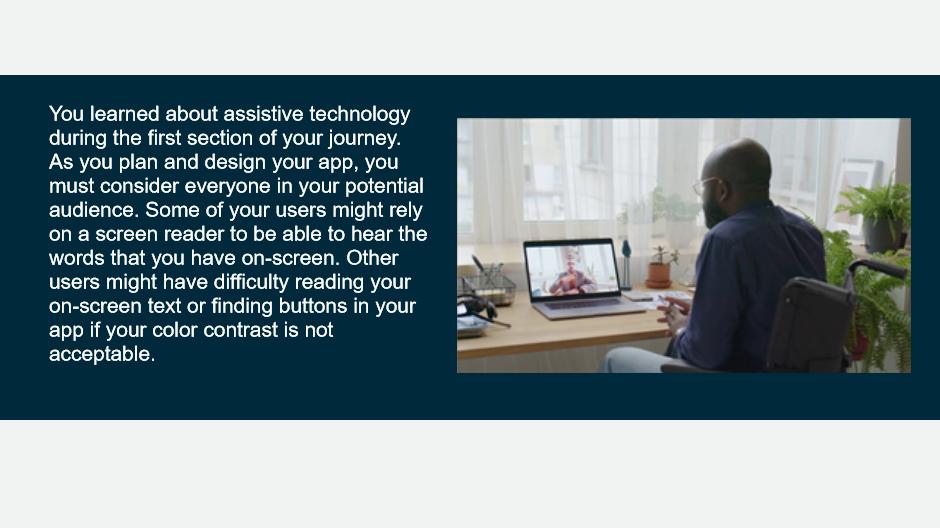 You learned about assistive technology
during the first section of your journey.
As you plan and design your app, you
must consider everyone in your potential
audience. Some of your users might rely
on a screen reader to be able to hear the
words that you have on-screen. Other
users might have difficulty reading your
on-screen text or finding buttons in your
app if your color contrast is not
acceptable.